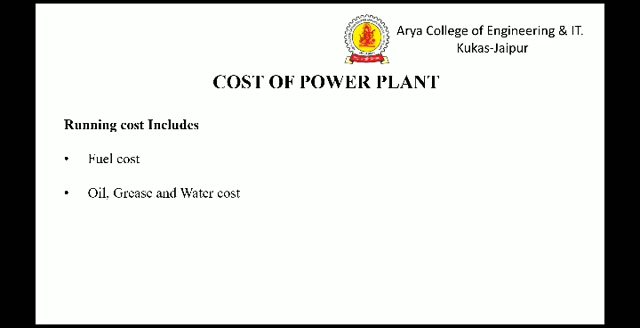 Arya College of Engineering & IT.
Kukas-Jaipur
COST OF POWER PLANT
Running cost Includes
• Fuel cost
• Oil, Grease and Water cost